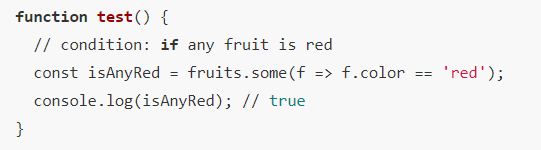 function test() {
  // condition: if any fruit is red
  const isAnyRed = fruits.some(f => f.color == 'red');
  console.log(isAnyRed); // true
}